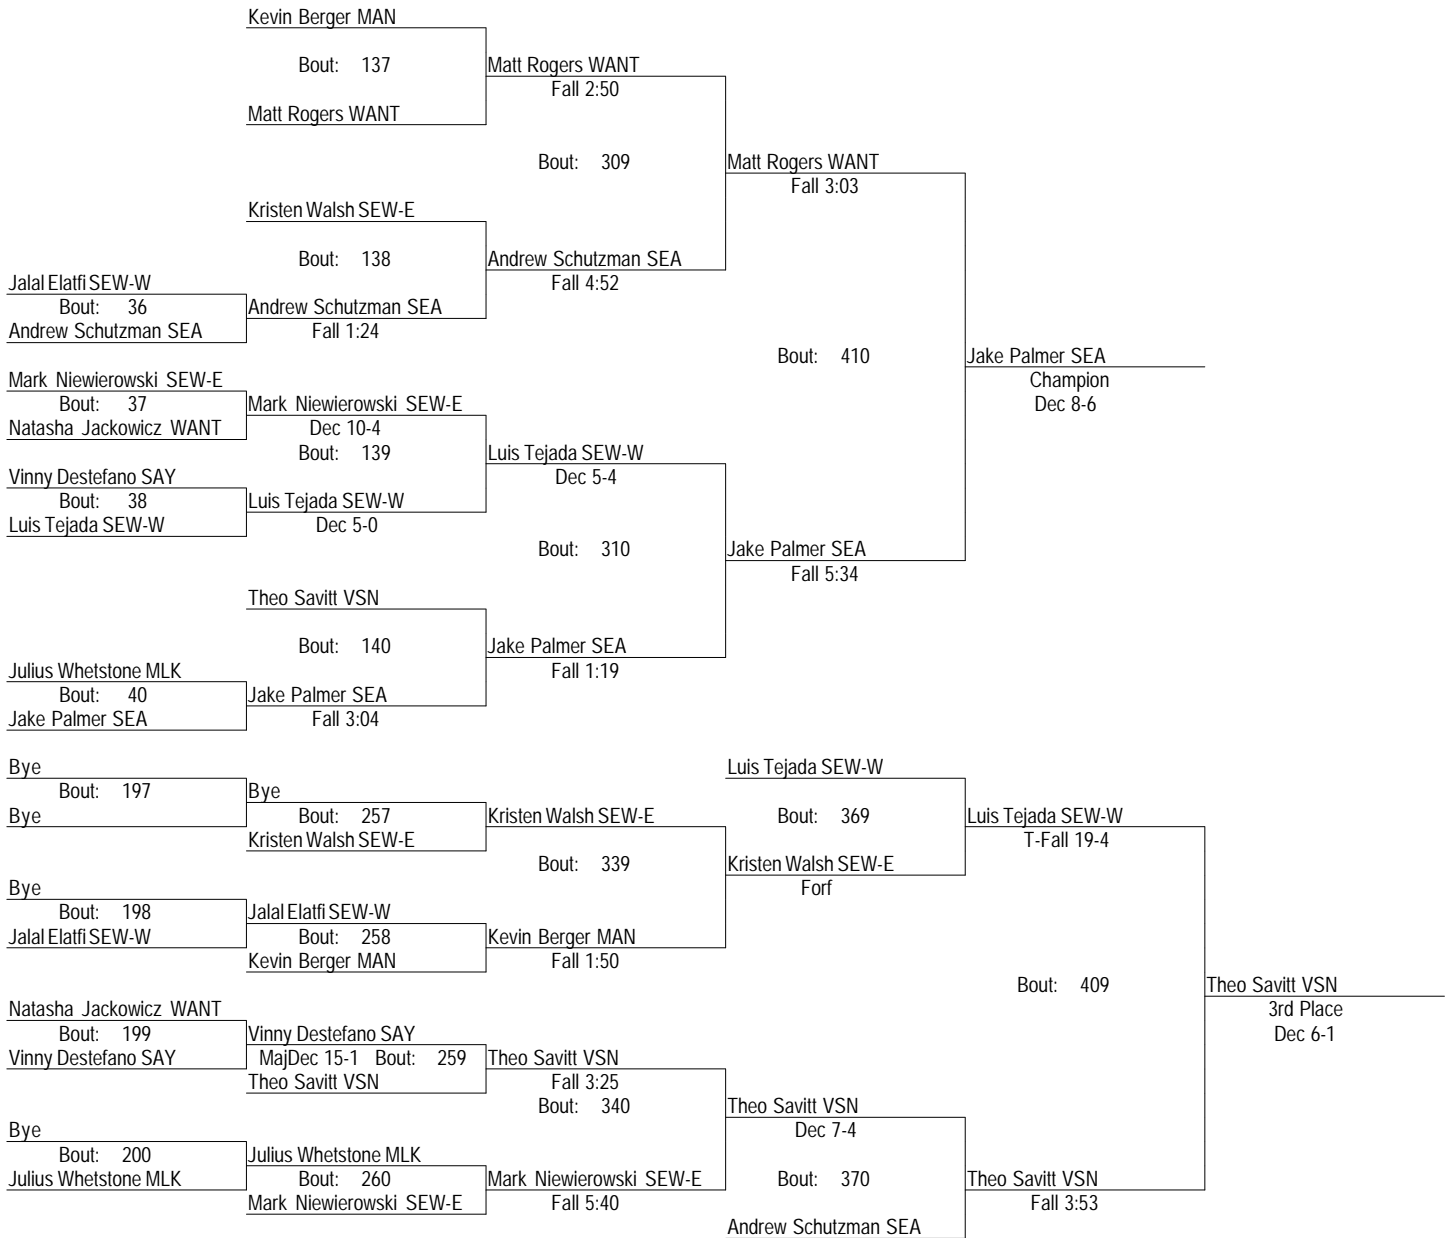 Kevin Berger MAN
Bout: 137
Matt Rogers WANT
Fall 2:50
Matt Rogers WANT
Bout: 309
Matt Rogers WANT
Fall 3:03
Kristen Walsh SEW-E
Bout: 138
Andrew Schutzman SEA
Fall 4:52
Jalal Elatfi SEW-W
Bout: 36
Andrew Schutzman SEA
Andrew Schutzman SEA
Fall 1:24
Bout: 410
Jake Palmer SEA
Champion
Dec 8-6
Mark Niewierowski SEW-E
Bout: 37
Natasha Jackowicz WANT
Mark Niewierowski SEW-E
Dec 10-4
Bout: 139
Luis Tejada SEW-W
Dec 5-4
Vinny Destefano SAY
Bout: 38
Luis Tejada SEW-W
Luis Tejada SEW-W
Dec 5-0
Bout: 310
Jake Palmer SEA
Fall 5:34
Theo Savitt VSN
Bout: 140
Jake Palmer SEA
Fall 1:19
Julius Whetstone MLK
Bout: 40
Jake Palmer SEA
Jake Palmer SEA
Fall 3:04
Bye
Bout: 197
Bye
Bye
Bout: 257
Kristen Walsh SEW-E
Kristen Walsh SEW-E
Bout: 339
Luis Tejada SEW-W
Bout: 369
Kristen Walsh SEW-E
Forf
Luis Tejada SEW-W
T-Fall 19-4
Bye
Bout: 198
Jalal Elatfi SEW-W
Jalal Elatfi SEW-W
Bout: 258
Kevin Berger MAN
Kevin Berger MAN
Fall 1:50
Bout: 409
Theo Savitt VSN
3rd Place
Dec 6-1
Natasha Jackowicz WANT
Bout: 199
Vinny Destefano SAY
Vinny Destefano SAY
MajDec 15-1 Bout: 259
Theo Savitt VSN
Theo Savitt VSN
Fall 3:25
Bout: 340
Theo Savitt VSN
Dec 7-4
Bye
Bout: 200
Julius Whetstone MLK
Julius Whetstone MLK
Bout: 260
Mark Niewierowski SEW-E
Mark Niewierowski SEW-E
Fall 5:40
Bout: 370
Andrew Schutzman SEA
Theo Savitt VSN
Fall 3:53